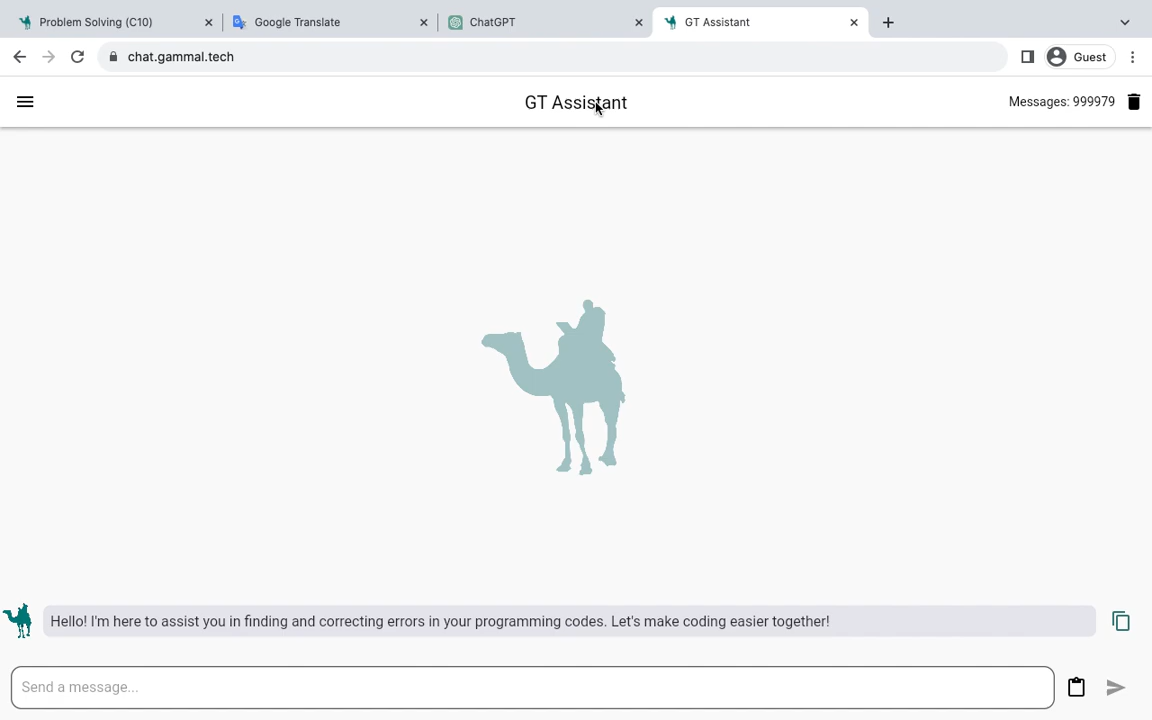 Problem Solving (C10)
Google Translate
ChatGPT
GT Assistant
chat.gammal.tech
Guest
GT Assistant
Messages: 999979
Hello! I'm here to assist you in finding and correcting errors in your programming codes. Let's make coding easier together!
Send a message...